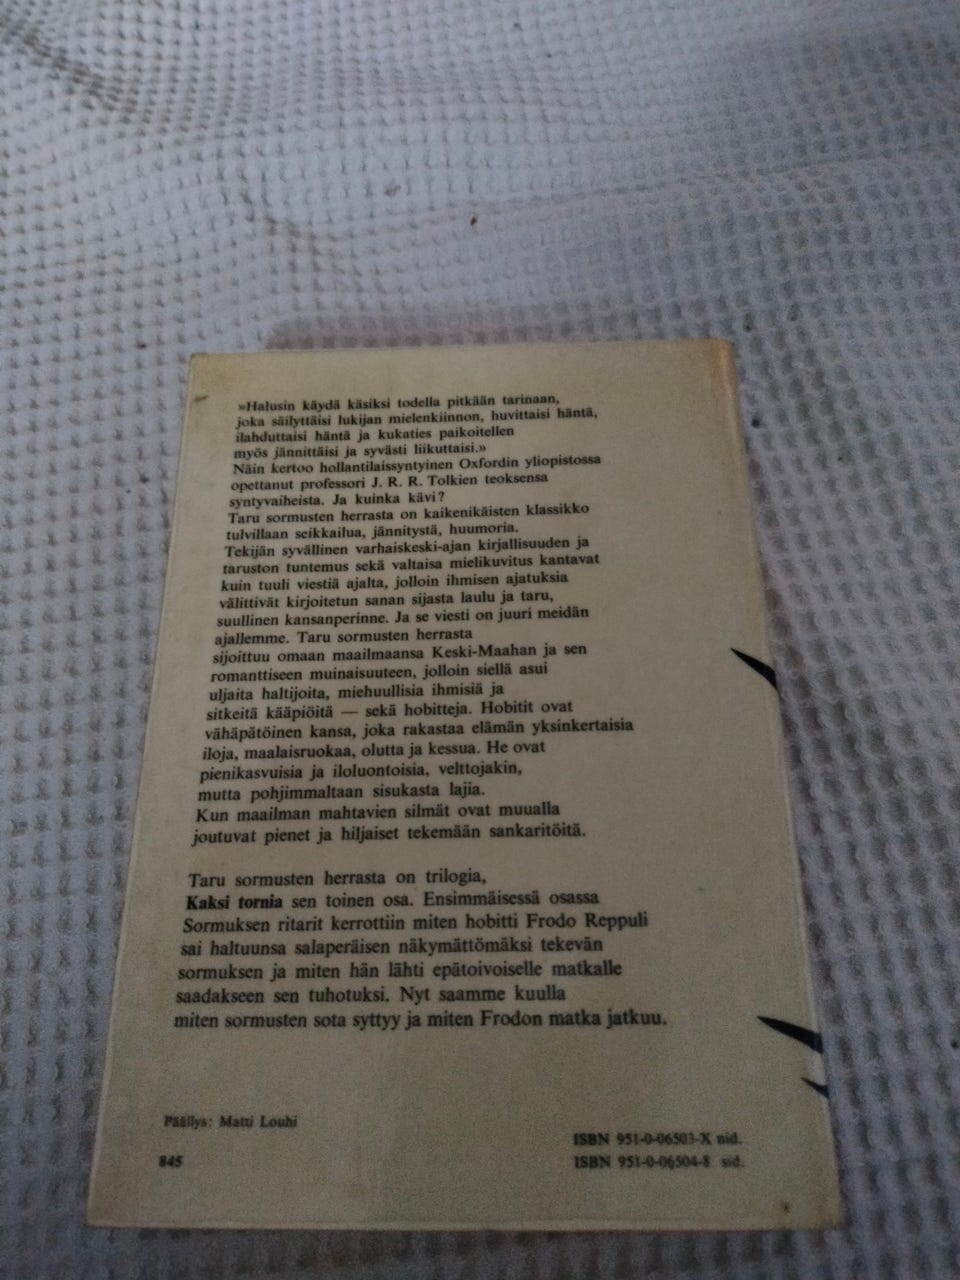 »Halusin käydä käsiksi todella pitkään tarinaan,
joka säilyttäisi lukijan mielenkiinnon, huvittaisi häntä,
ilahduttaisi häntä ja kukaties paikoitellen
myös jännittäisi ja syvästi liikuttaisi.»
Näin kertoo hollantilaissyntyinen Oxfordin yliopistossa
opettanut professori J. R. R. Tolkien teoksensa
syntyvaiheista. Ja kuinka kävi?
Taru sormusten herrasta on kaikenikäisten klassikko
tulvillaan seikkailua, jännitystä, huumoria.
Tekijän syvällinen varhaiskeski-ajan kirjallisuuden ja
taruston tuntemus sekä valtaisa mielikuvitus kantavat
kuin tuuli viestiä ajalta, jolloin ihmisen ajatuksia
välittivät kirjoitetun sanan sijasta laulu ja taru,
suullinen kansanperinne. Ja se viesti on juuri meidän
ajallemme. Taru sormusten herrasta
sijoittuu omaan maailmaansa Keski-Maahan ja sen
romanttiseen muinaisuuteen, jolloin siellä asui
uljaita haltijoita, miehuullisia ihmisiä ja
sitkeitä kääpiöitä — sekä hobitteja. Hobitit ovat
vähäpätöinen kansa, joka rakastaa elämän yksinkertaisia
iloja, maalaisruokaa, olutta ja kessua. He ovat
pienikasvuisia ja iloluontoisia, velttojakin,
mutta pohjimmaltaan sisukasta lajia.
Kun maailman mahtavien silmät ovat muualla
joutuvat pienet ja hiljaiset tekemään sankaritöitä.
Taru sormusten herrasta on trilogia,
Kaksi tornia sen toinen osa. Ensimmäisessä osassa
Sormuksen ritarit kerrottiin miten hobitti Frodo Reppuli
sai haltuunsa salaperäisen näkymättömäksi tekevän
sormuksen ja miten hän lähti epätoivoiselle matkalle
saadakseen sen tuhotuksi. Nyt saamme kuulla
miten sormusten sota syttyy ja miten Frodon matka jatkuu.
Päällys: Matti Louhi
845
ISBN 951-0-06503-X nid.
ISBN 951-0-06504-8 sid.